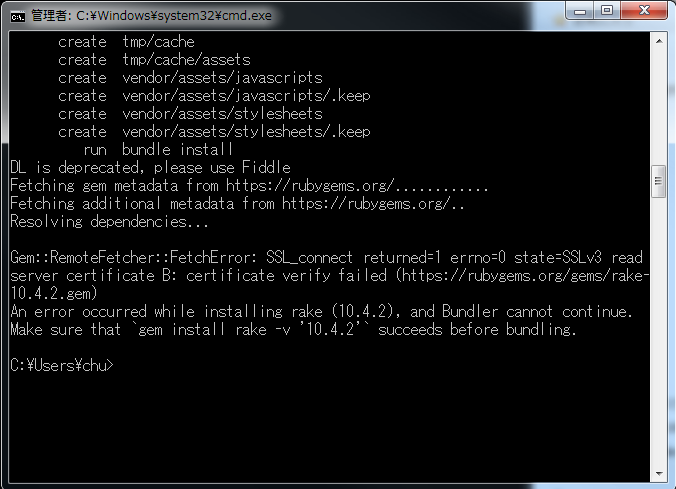 管理者: C:¥Windows¥system32¥cmd.exe
create tmp/cache
create tmp/cache/assets
create vendor/assets/javascripts
create vendor/assets/javascripts/.keep
create vendor/assets/stylesheets
create vendor/assets/stylesheets/.keep
run bundle install
DL is deprecated, please use Fiddle
Fetching gem metadata from https://rubygems.org/............
Fetching additional metadata from https://rubygems.org/..
Resolving dependencies...
Gem::RemoteFetcher::FetchError: SSL_connect returned=1 errno=0 state=SSLv3 read
server certificate B: certificate verify failed (https://rubygems.org/gems/rake-
10.4.2.gem)
An error occurred while installing rake (10.4.2), and Bundler cannot continue.
Make sure that `gem install rake -v '10.4.2'` succeeds before bundling.
C:¥Users¥chu>